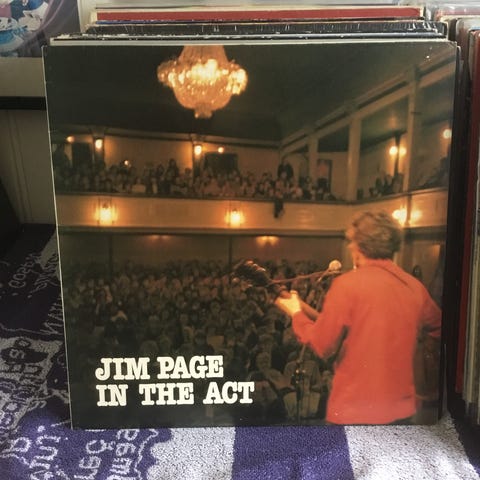 JIM PAGE
IN THE ACT